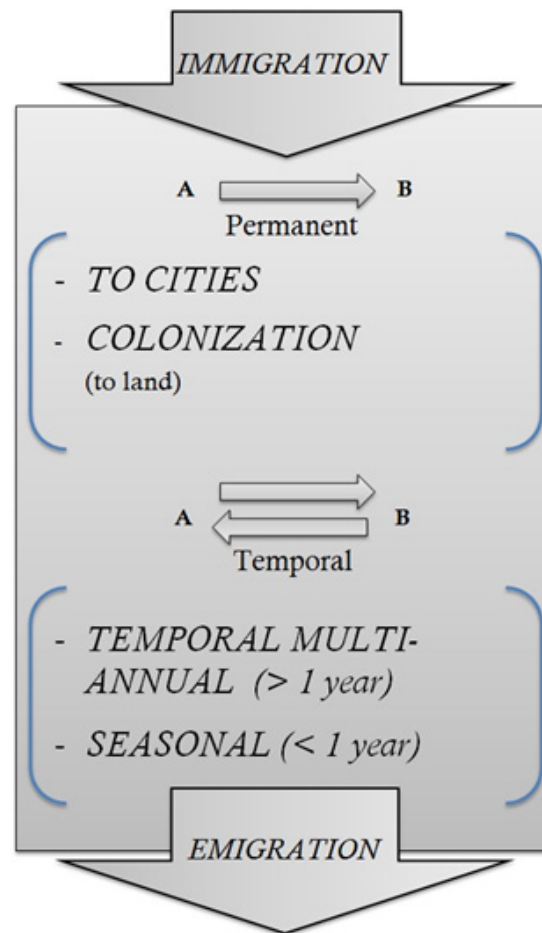 IMMIGRATION
A B
Permanent
- TO CITIES
- COLONIZATION
(to land)
A B
Temporal
- TEMPORAL MULTI-
ANNUAL (> 1 year)
- SEASONAL (< 1 year)
EMIGRATION